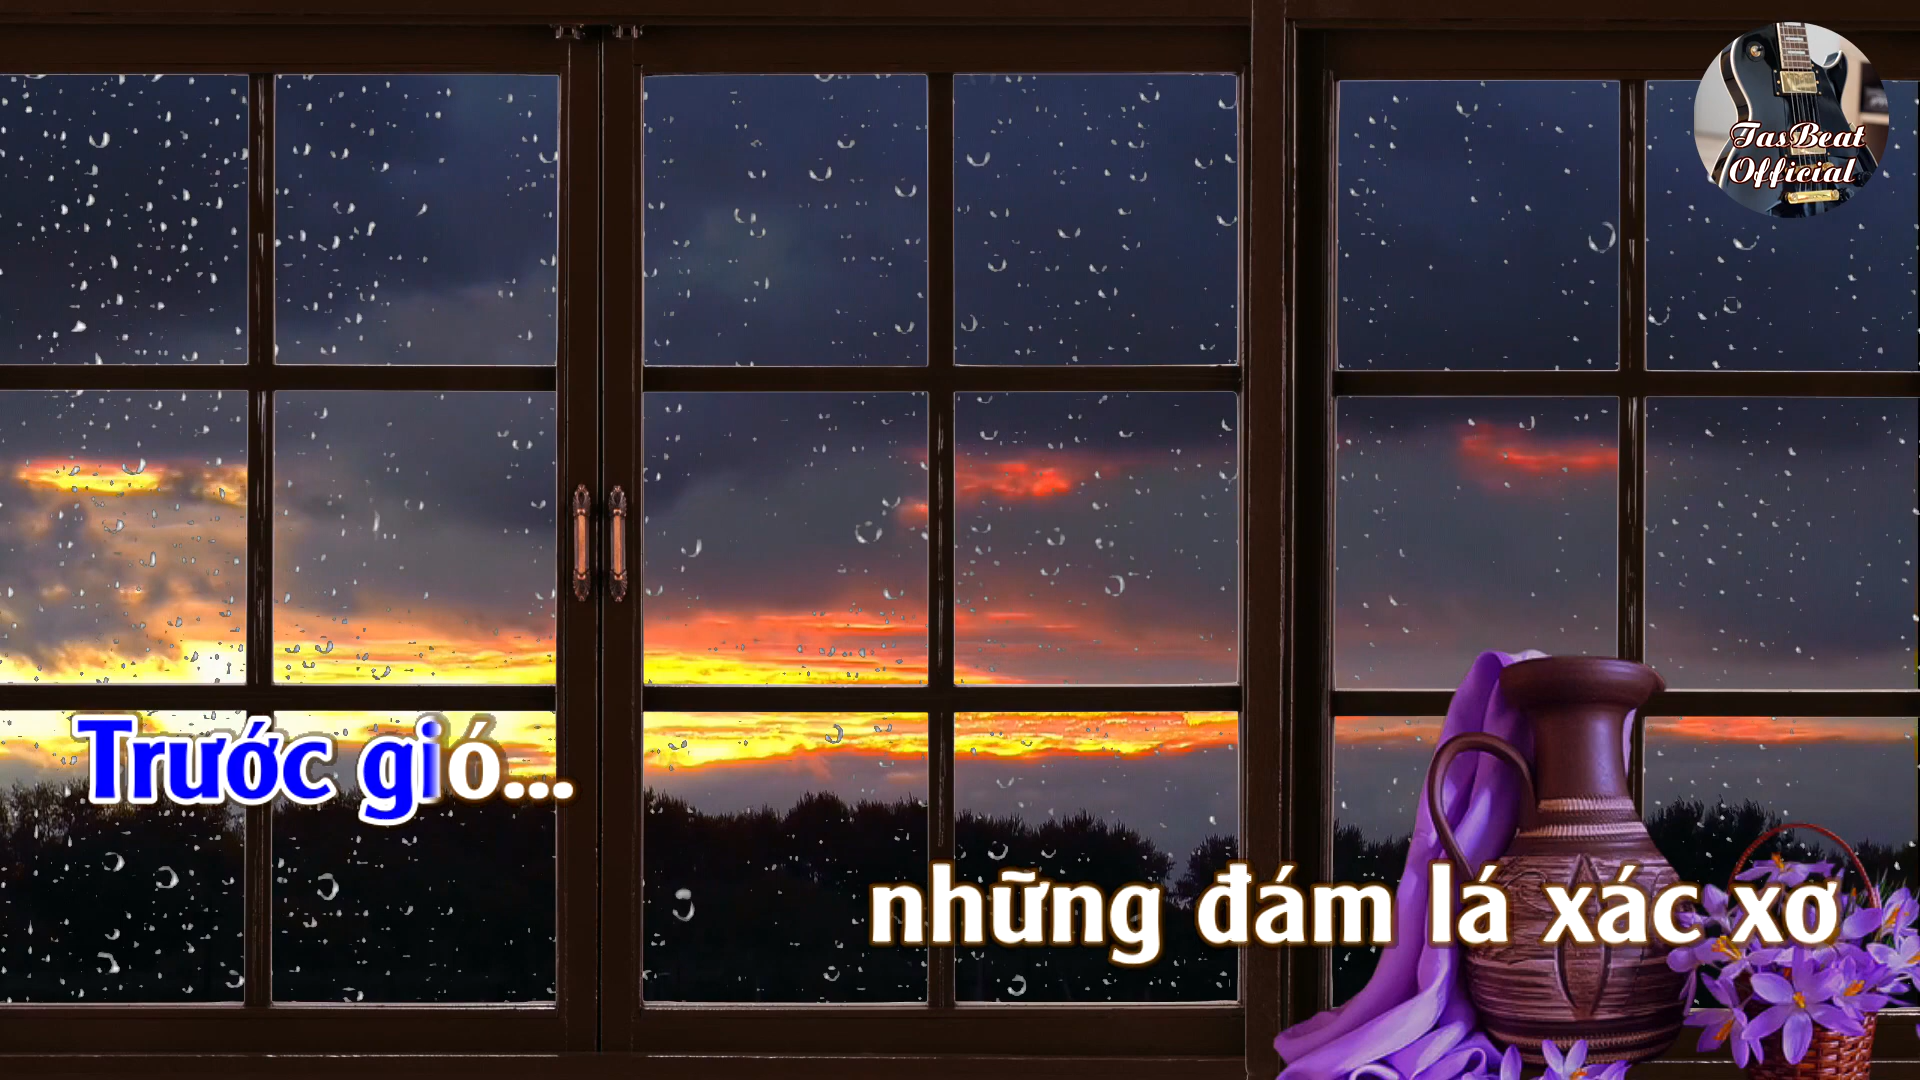 TasBeat
Official
Trước gió...
những đám lá xác xơ